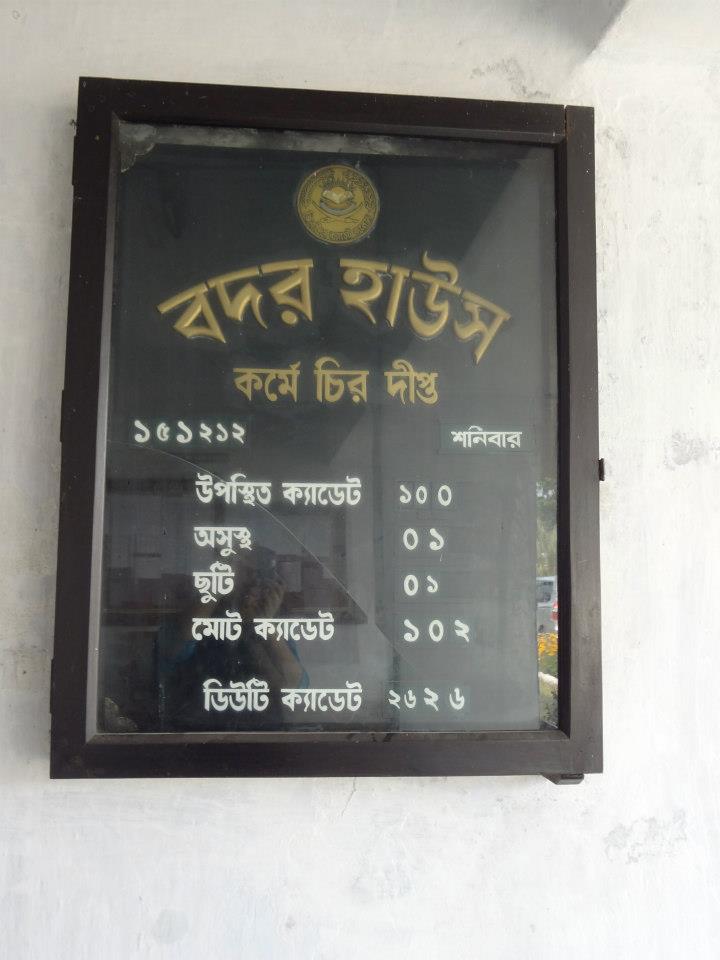 বদর হাউস
কর্মে চির দীপ্ত
১৫১২১২ শনিবার
উপস্থিত ক্যাডেট ১০০
অসুস্থ ০১
ছুটি ০১
মোট ক্যাডেট ১০২
ডিউটি ক্যাডেট ২৬২৬